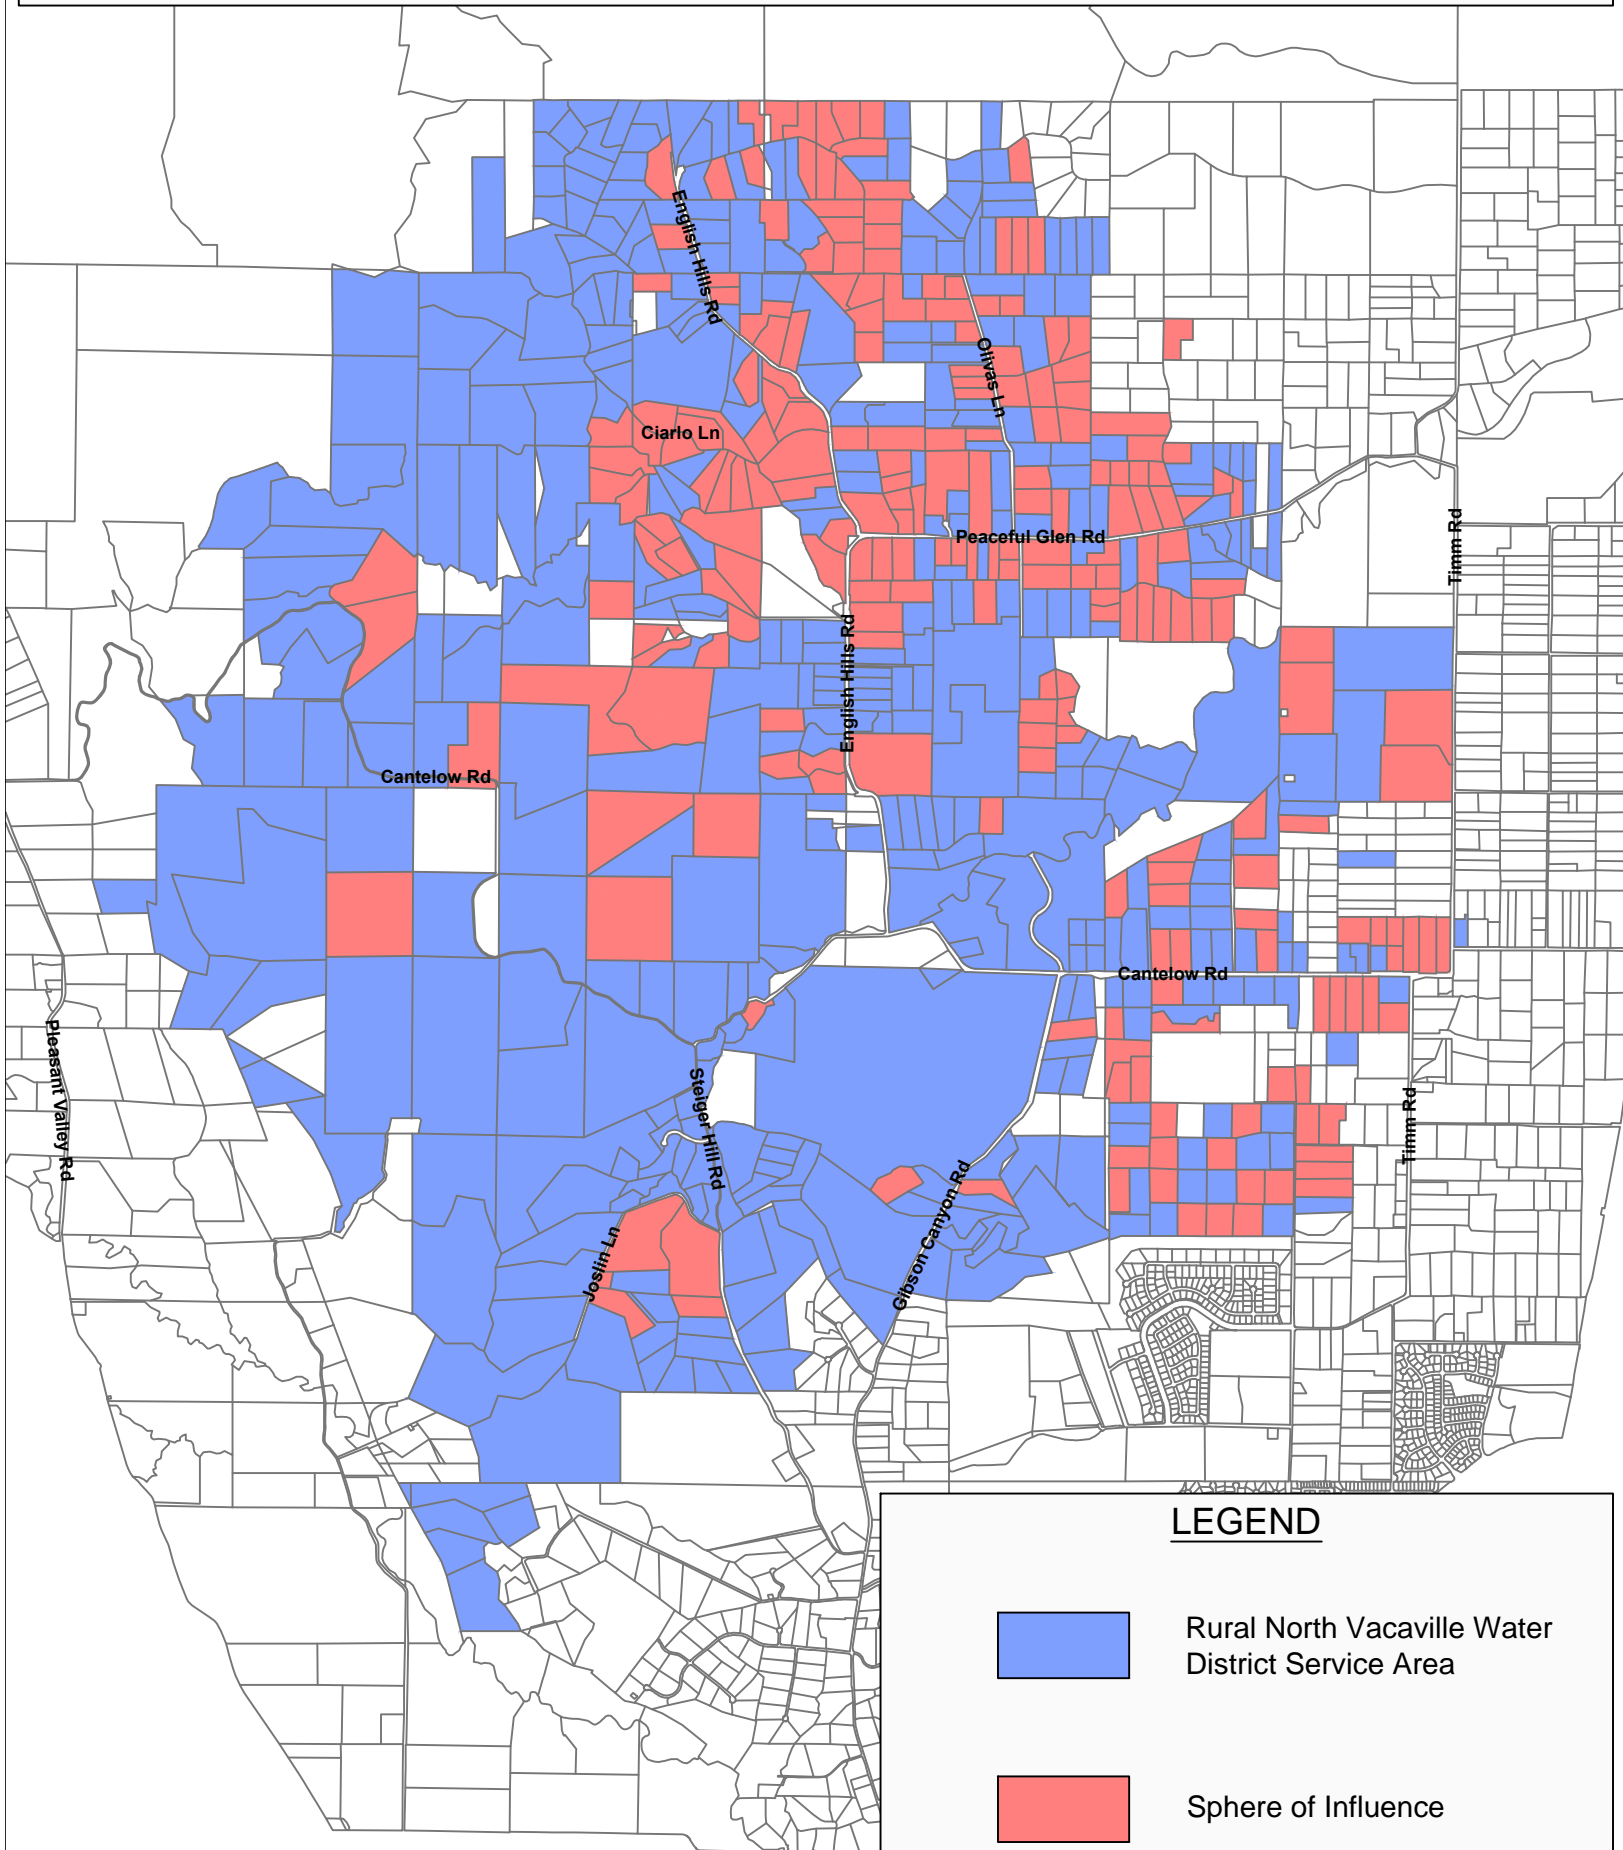 English Hills Rd
Olivas Ln
Ciarlo Ln
Peaceful Glen Rd
Timm Rd
English Hills Rd
Cantelow Rd
Cantelow Rd
Pleasant Valley Rd
Steiger Hill Rd
Timm Rd
Gibson Canyon Rd
Joslin Ln
LEGEND
Rural North Vacaville Water
District Service Area
Sphere of Influence